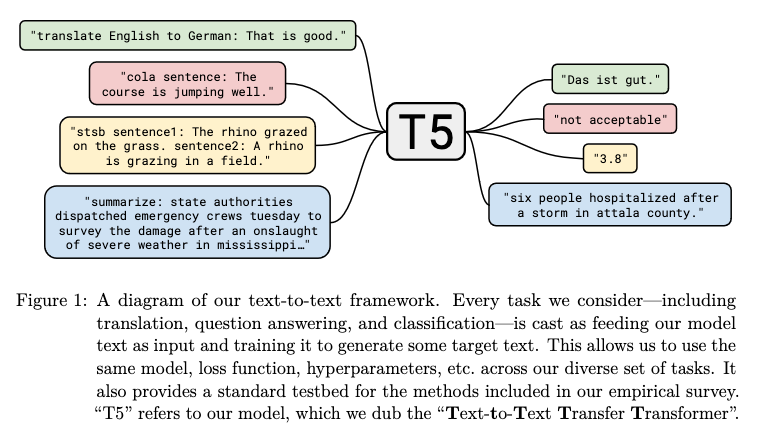 "translate English to German: That is good."
"cola sentence: The
course is jumping well."
"stsb sentence1: The rhino grazed
on the grass. sentence2: A rhino
is grazing in a field."
"summarize: state authorities
dispatched emergency crews tuesday to
survey the damage after an onslaught
of severe weather in mississippi…"
T5
"Das ist gut."
"not acceptable"
"3.8"
"six people hospitalized after
a storm in attala county."
Figure 1: A diagram of our text-to-text framework. Every task we consider—including
translation, question answering, and classification—is cast as feeding our model
text as input and training it to generate some target text. This allows us to use the
same model, loss function, hyperparameters, etc. across our diverse set of tasks. It
also provides a standard testbed for the methods included in our empirical survey.
“T5” refers to our model, which we dub the “Text-to-Text Transfer Transformer”.